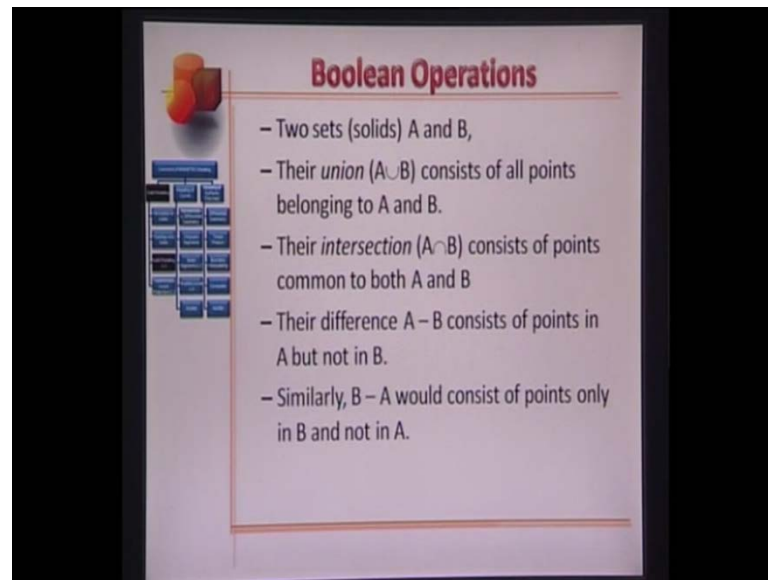 Boolean Operations
– Two sets (solids) A and B,
– Their union (A∪B) consists of all points
belonging to A and B.
– Their intersection (A∩B) consists of points
common to both A and B
– Their difference A – B consists of points in
A but not in B.
– Similarly, B – A would consist of points only
in B and not in A.